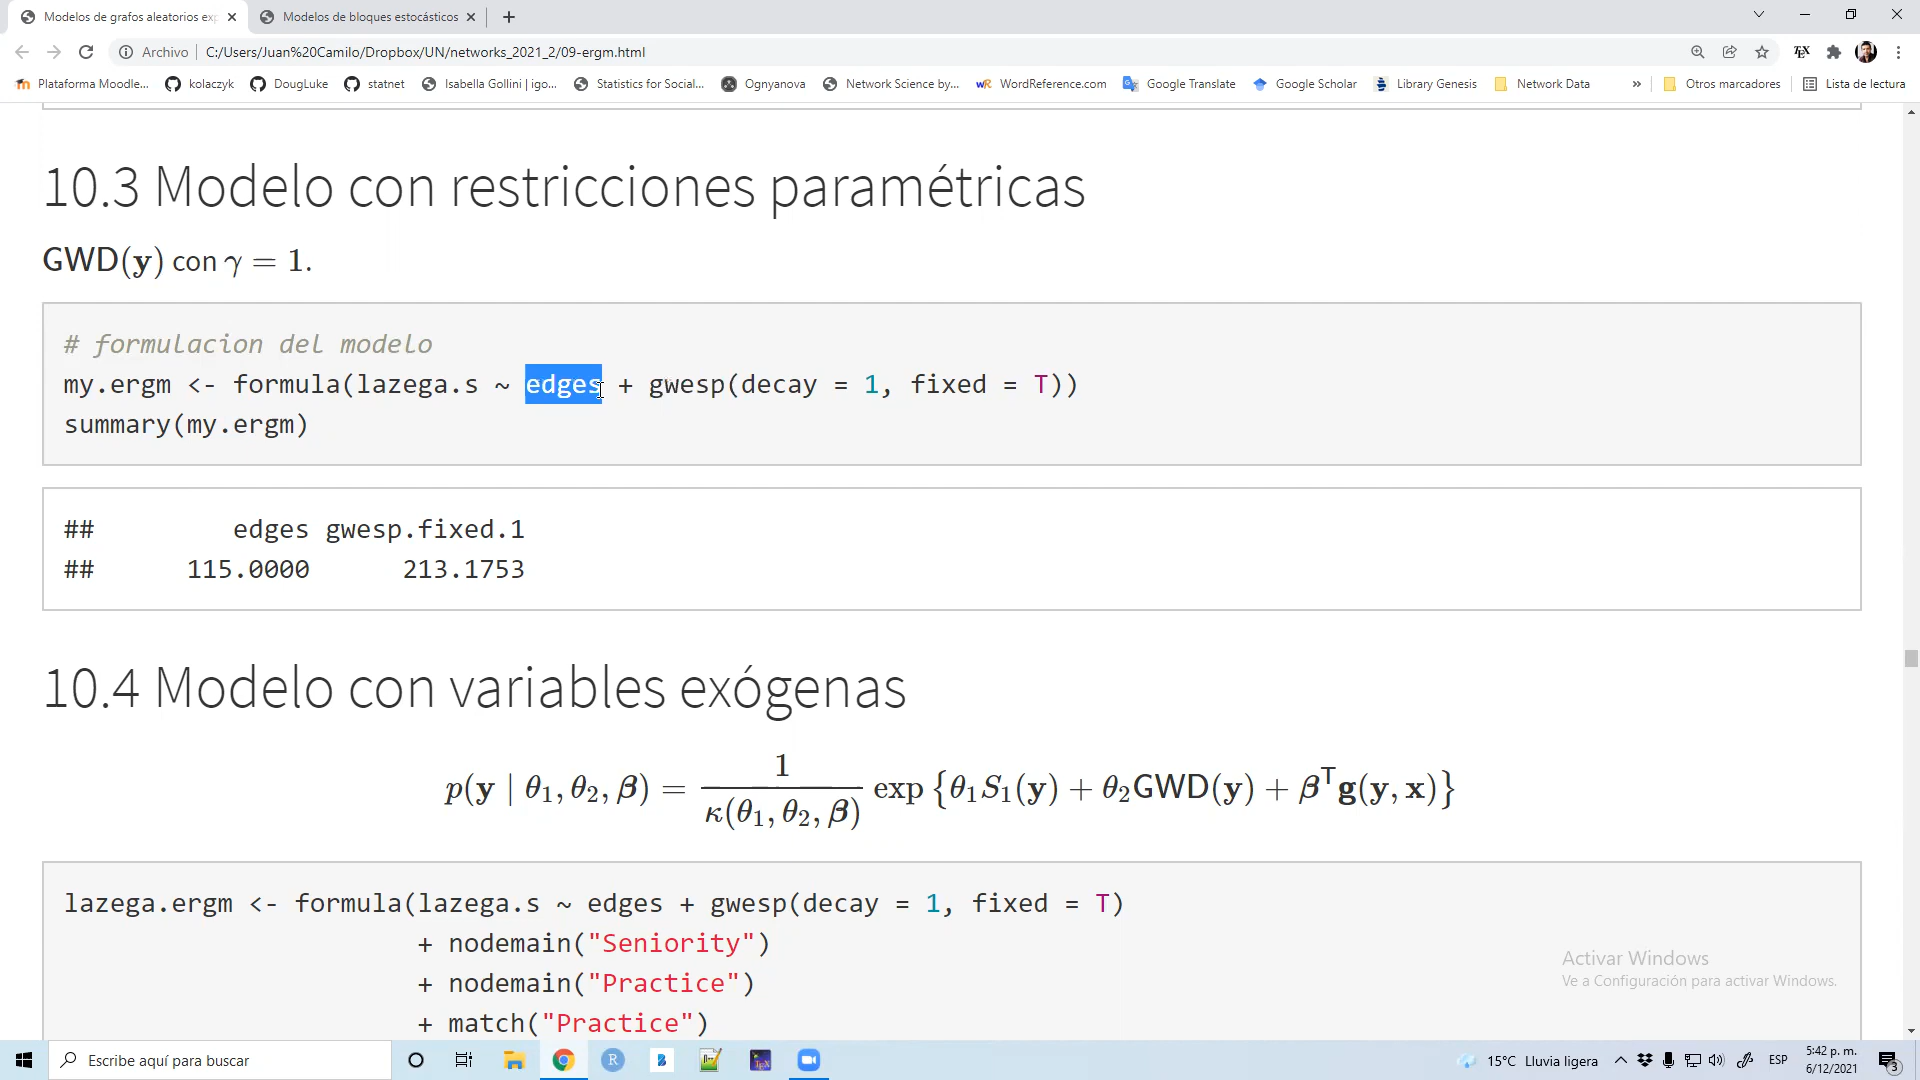 Modelos de grafos aleatorios exp
Modelos de bloques estocásticos
Archivo
C:/Users/Juan%20Camilo/Dropbox/UN/networks_2021_2/09-ergm.html
Plataforma Moodle...
kolaczyk
DougLuke
statnet
Isabella Gollini | igo...
Statistics for Social...
Ognyanova
Network Science by...
WordReference.com
Google Translate
Google Scholar
Library Genesis
Network Data
»
Otros marcadores
Lista de lectura
10.3 Modelo con restricciones paramétricas
GWD(y) con γ = 1.
# formulacion del modelo
my.ergm <- formula(lazega.s ~ edges + gwesp(decay = 1, fixed = T))
summary(my.ergm)
## edges gwesp.fixed.1
## 115.0000 213.1753
10.4 Modelo con variables exógenas
p(y | θ₁, θ₂, β) = 1 / κ(θ₁, θ₂, β) exp {θ₁S₁(y) + θ₂GWD(y) + βᵀg(y, x)}
lazega.ergm <- formula(lazega.s ~ edges + gwesp(decay = 1, fixed = T)
+ nodemain("Seniority")
+ nodemain("Practice")
+ match("Practice")
Activar Windows
Ve a Configuración para activar Windows.
Escribe aquí para buscar
15°C Lluvia ligera
ESP
5:42 p. m.
6/12/2021
3